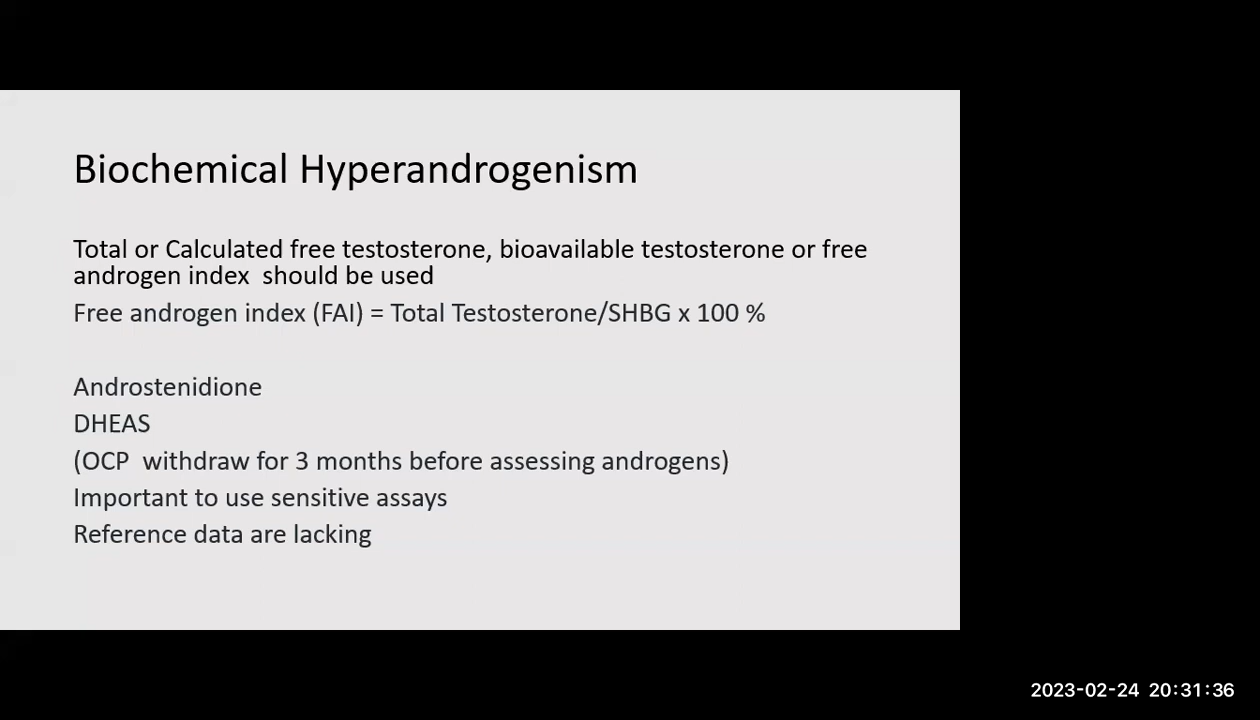 Biochemical Hyperandrogenism
Total or Calculated free testosterone, bioavailable testosterone or free
androgen index  should be used
Free androgen index (FAI) = Total Testosterone/SHBG x 100 %
Androstenidione
DHEAS
(OCP  withdraw for 3 months before assessing androgens)
Important to use sensitive assays
Reference data are lacking
2023-02-24 20:31:36